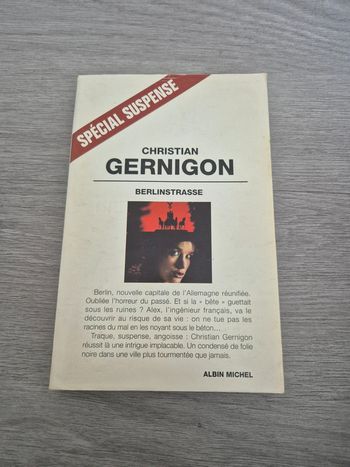 SPÉCIAL SUSPENSE
CHRISTIAN
GERNIGON
BERLINSTRASSE
Berlin, nouvelle capitale de l'Allemagne réunifiée.
Oubliée l'horreur du passé. Et si la « bête » guettait
sous les ruines ? Alex, l'ingénieur français, va le
découvrir au risque de sa vie : on ne tue pas les
racines du mal en les noyant sous le béton...
Traque, suspense, angoisse : Christian Gernigon
réussit là une intrigue implacable. Un condensé de folie
noire dans une ville plus tourmentée que jamais.
ALBIN MICHEL